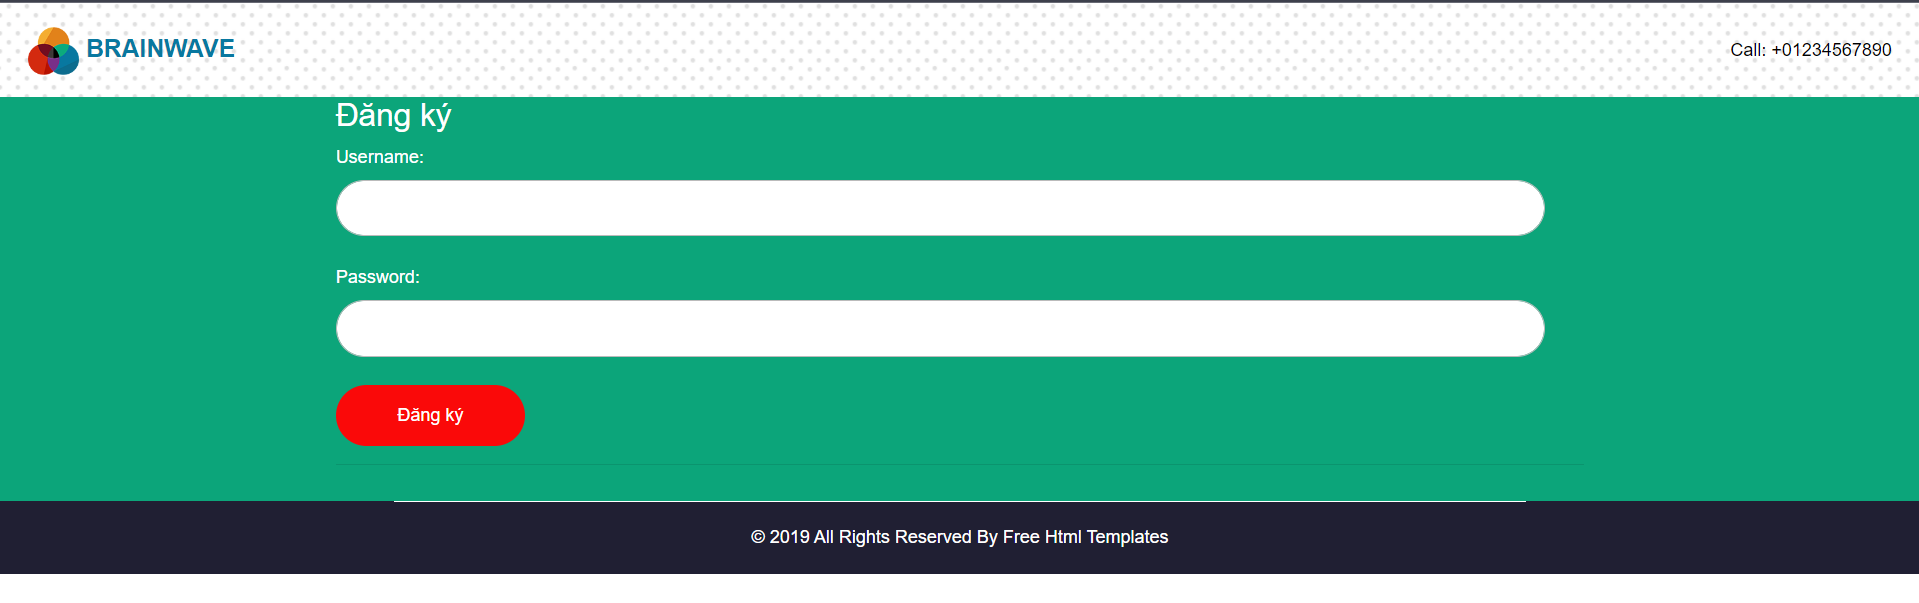 BRAINWAVE
Call: +01234567890
Đăng ký
Username:
Password:
Đăng ký
© 2019 All Rights Reserved By Free Html Templates